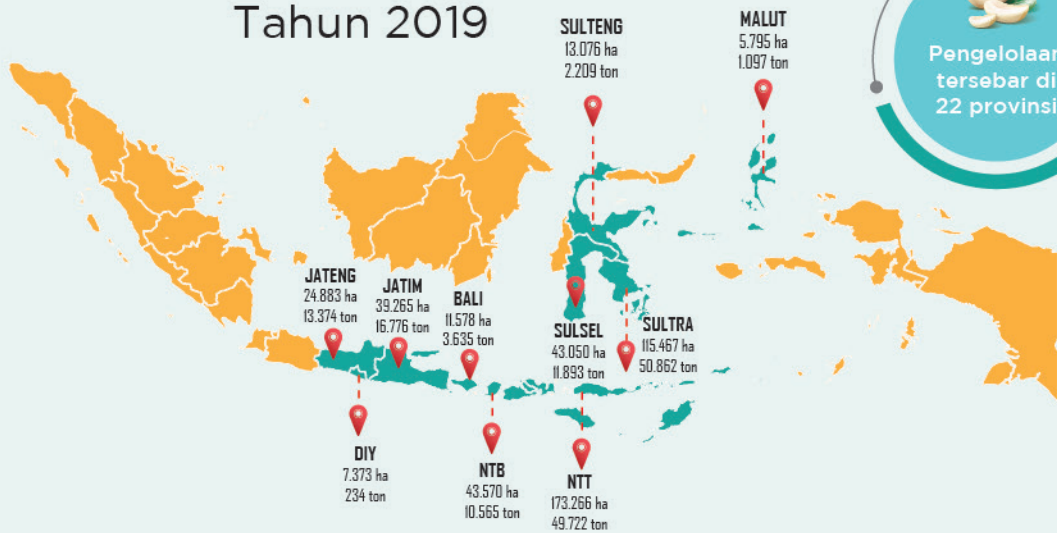 Tahun 2019
SULTENG
13.076 ha
2.209 ton
MALUT
5.795 ha
1.097 ton
Pengelolaan
tersebar di
22 provinsi
JATENG
24.883 ha
13.374 ton
JATIM
39.265 ha
16.776 ton
BALI
11.578 ha
3.635 ton
SULSEL
43.050 ha
11.893 ton
SULTRA
115.467 ha
50.862 ton
DIY
7.373 ha
234 ton
NTB
43.570 ha
10.565 ton
NTT
173.266 ha
49.722 ton